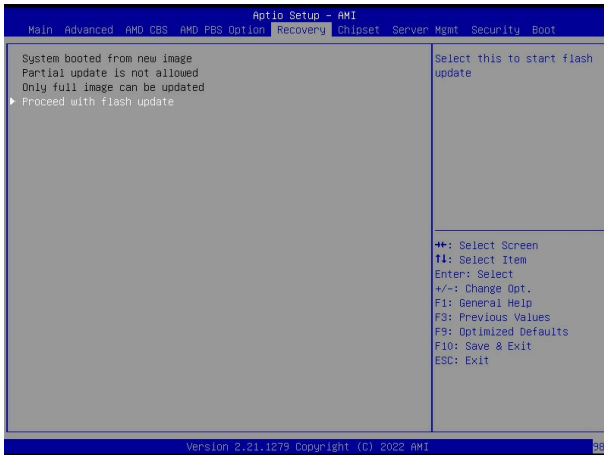 Aptio Setup - AMI
Main Advanced AMD CBS AMD PBS Option Recovery Chipset Server Mgmt Security Boot
System booted from new image
Partial update is not allowed
Only full image can be updated
Proceed with flash update
Select this to start flash
update
→←: Select Screen
↑↓: Select Item
Enter: Select
+/-: Change Opt.
F1: General Help
F3: Previous Values
F9: Optimized Defaults
F10: Save & Exit
ESC: Exit
Version 2.21.1279 Copyright (C) 2022 AMI
98